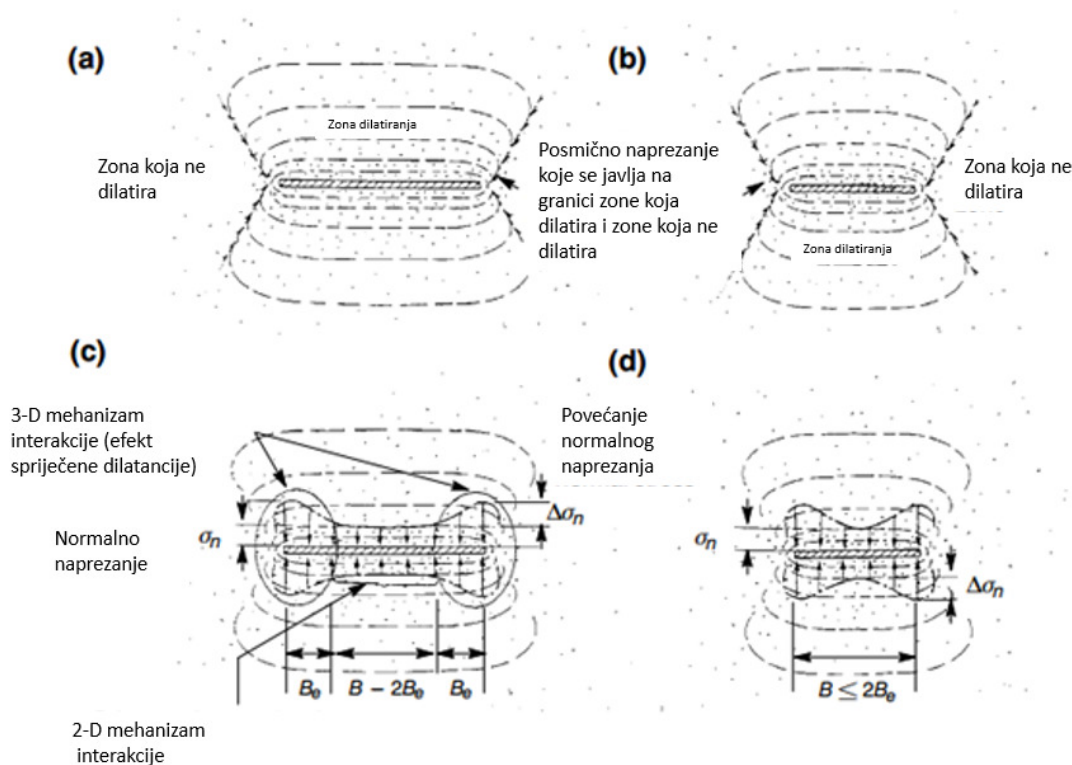 (a)
(b)
Zona dilatiranja
Zona koja ne
dilatira
Posmično naprezanje
koje se javlja na
granici zone koja
dilatira i zone koja ne
dilatira
Zona koja ne
dilatira
Zona dilatiranja
(c)
(d)
3-D mehanizam
interakcije (efekt
spriječene dilatancije)
Povećanje
normalnog
naprezanja
σn
Normalno
naprezanje
Δσn
σn
Δσn
Be
B − 2Be
Be
B ≤ 2Be
2-D mehanizam
interakcije